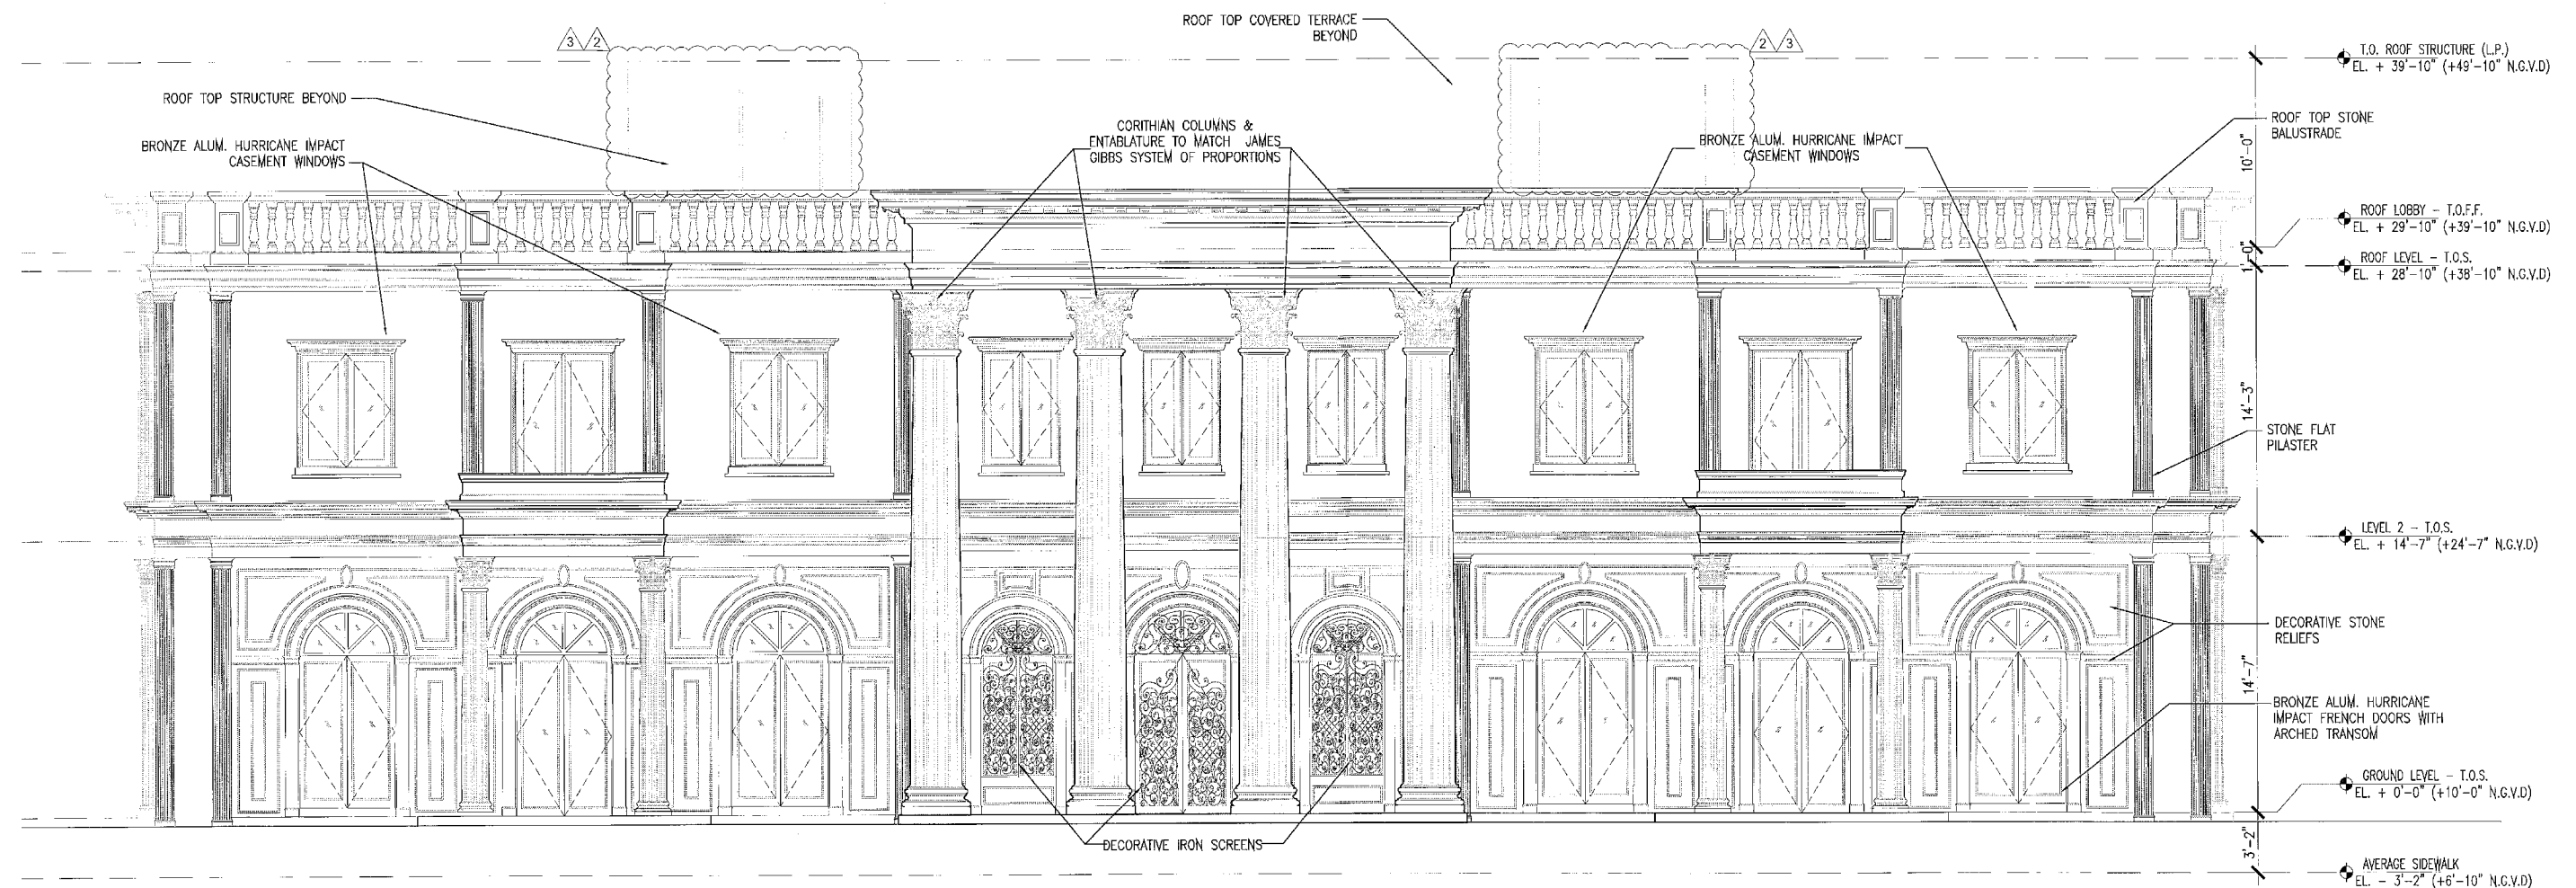 ROOF TOP COVERED TERRACE
BEYOND
3
2
2
3
T.O. ROOF STRUCTURE (L.P.)
EL. + 39'-10" (+49'-10" N.G.V.D)
ROOF TOP STRUCTURE BEYOND
BRONZE ALUM. HURRICANE IMPACT
CASEMENT WINDOWS
CORITHIAN COLUMNS &
ENTABLATURE TO MATCH JAMES
GIBBS SYSTEM OF PROPORTIONS
BRONZE ALUM. HURRICANE IMPACT
CASEMENT WINDOWS
10'-0"
ROOF TOP STONE
BALUSTRADE
ROOF LOBBY - T.O.F.F.
EL. + 29'-10" (+39'-10" N.G.V.D)
1'-0"
ROOF LEVEL - T.O.S.
EL. + 28'-10" (+38'-10" N.G.V.D)
14'-3"
STONE FLAT
PILASTER
LEVEL 2 - T.O.S.
EL. + 14'-7" (+24'-7" N.G.V.D)
DECORATIVE STONE
RELIEFS
14'-7"
BRONZE ALUM. HURRICANE
IMPACT FRENCH DOORS WITH
ARCHED TRANSOM
GROUND LEVEL - T.O.S.
EL. + 0'-0" (+10'-0" N.G.V.D)
DECORATIVE IRON SCREENS
3'-2"
AVERAGE SIDEWALK
EL. - 3'-2" (+6'-10" N.G.V.D)